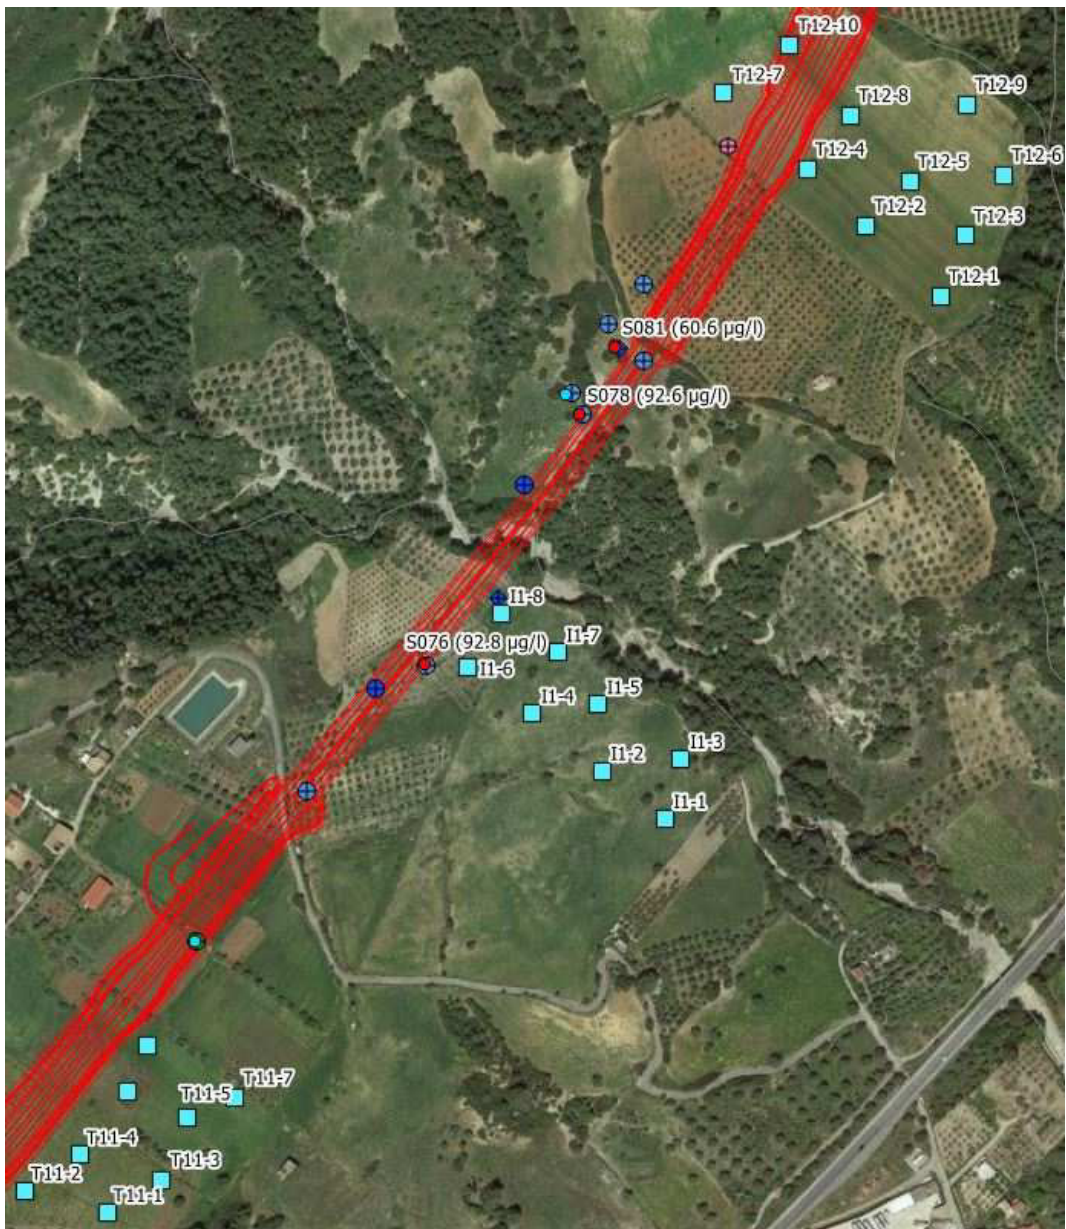 T12-10
T12-7
T12-9
T12-8
T12-4
T12-5
T12-6
T12-2
T12-3
T12-1
S081 (60.6 µg/l)
S078 (92.6 µg/l)
I1-8
S076 (92.8 µg/l)
I1-7
I1-6
I1-5
I1-4
I1-3
I1-2
I1-1
T11-7
T11-5
T11-4
T11-3
T11-2
T11-1